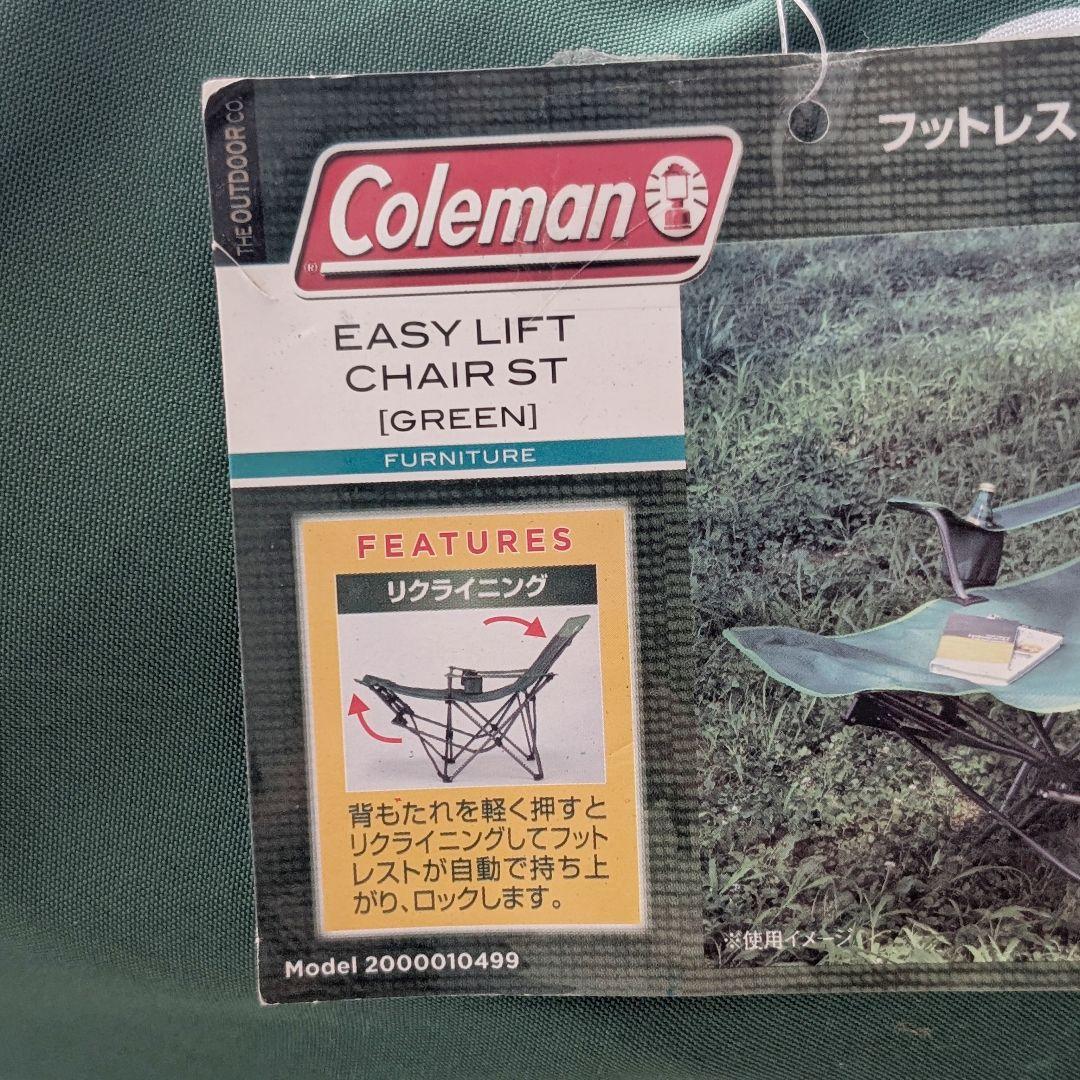 THE OUTDOOR CO.
フットレス
Coleman
®
EASY LIFT
CHAIR ST
[GREEN]
FURNITURE
FEATURES
リクライニング
背もたれを軽く押すと
リクライニングしてフット
レストが自動で持ち上
がり、ロックします。
※使用イメージ
Model 2000010499